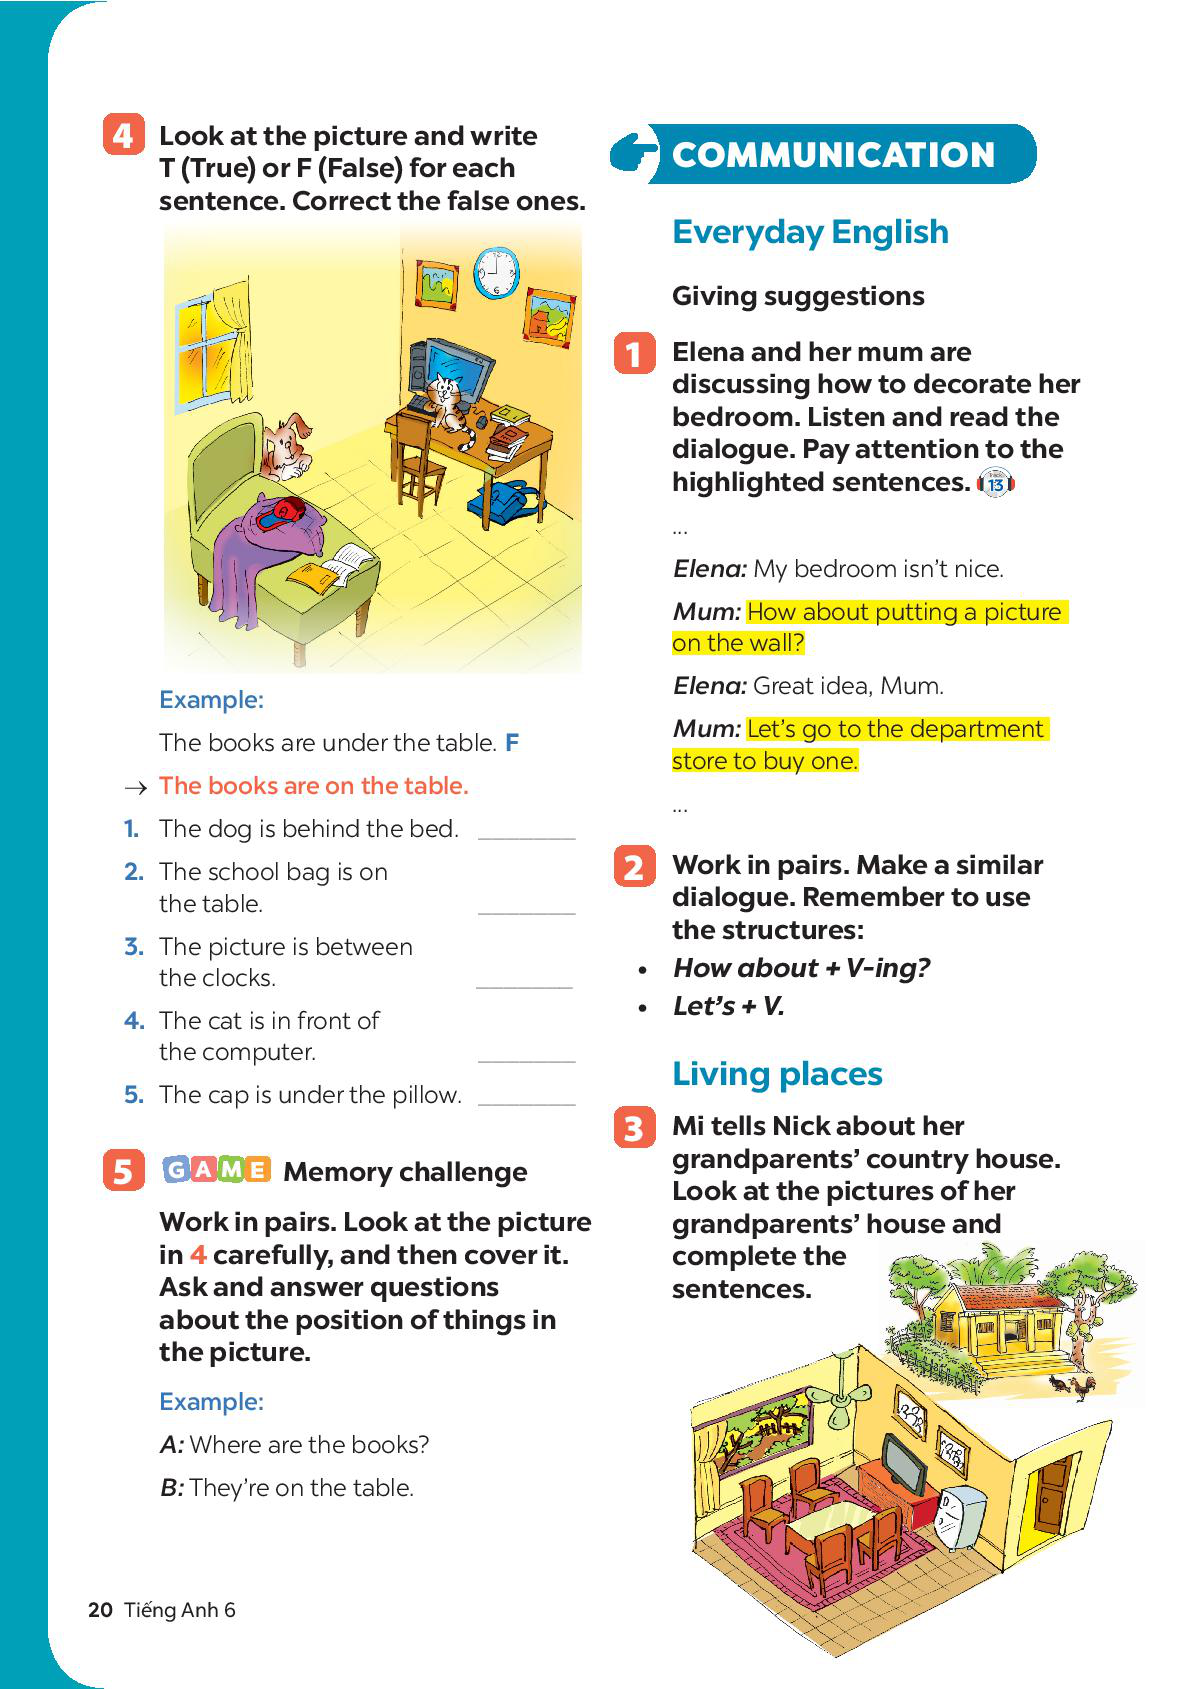 4 Look at the picture and write
T (True) or F (False) for each
sentence. Correct the false ones.
Example:
The books are under the table. F
→ The books are on the table.
1. The dog is behind the bed. ________
2. The school bag is on
the table. ________
3. The picture is between
the clocks. ________
4. The cat is in front of
the computer. ________
5. The cap is under the pillow. ________
5 GAME Memory challenge
Work in pairs. Look at the picture
in 4 carefully, and then cover it.
Ask and answer questions
about the position of things in
the picture.
Example:
A: Where are the books?
B: They're on the table.
COMMUNICATION
Everyday English
Giving suggestions
1 Elena and her mum are
discussing how to decorate her
bedroom. Listen and read the
dialogue. Pay attention to the
highlighted sentences. 13
...
Elena: My bedroom isn't nice.
Mum: How about putting a picture
on the wall?
Elena: Great idea, Mum.
Mum: Let's go to the department
store to buy one.
...
2 Work in pairs. Make a similar
dialogue. Remember to use
the structures:
• How about + V-ing?
• Let's + V.
Living places
3 Mi tells Nick about her
grandparents' country house.
Look at the pictures of her
grandparents' house and
complete the
sentences.
20 Tiếng Anh 6